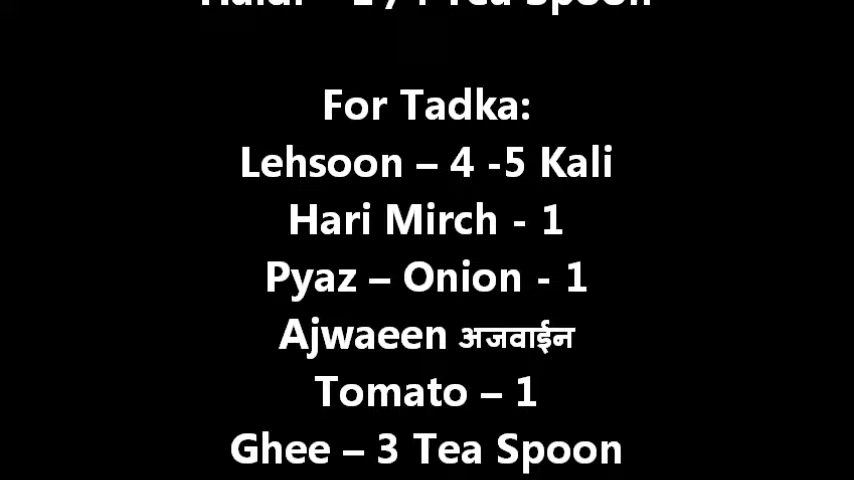 For Tadka:
Lehsoon – 4 -5 Kali
Hari Mirch - 1
Pyaz – Onion - 1
Ajwaeen अजवाईन
Tomato – 1
Ghee – 3 Tea Spoon